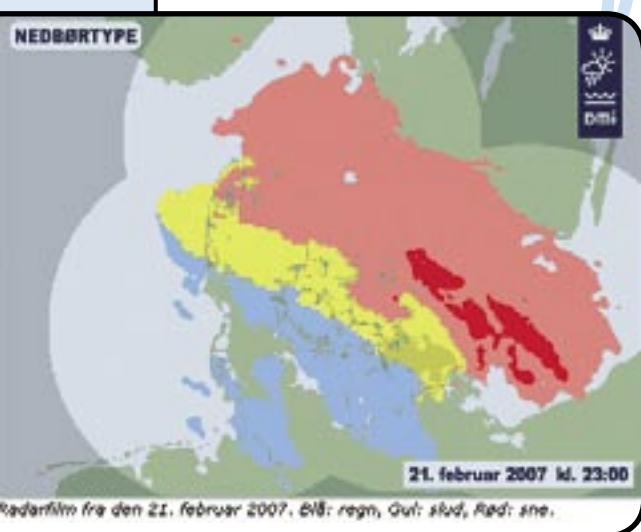 NEDBØRTYPE
DMI
21. februar 2007 kl. 23:00
Radarfilm fra den 21. februar 2007. Blå: regn, Gul: slud, Rød: sne.